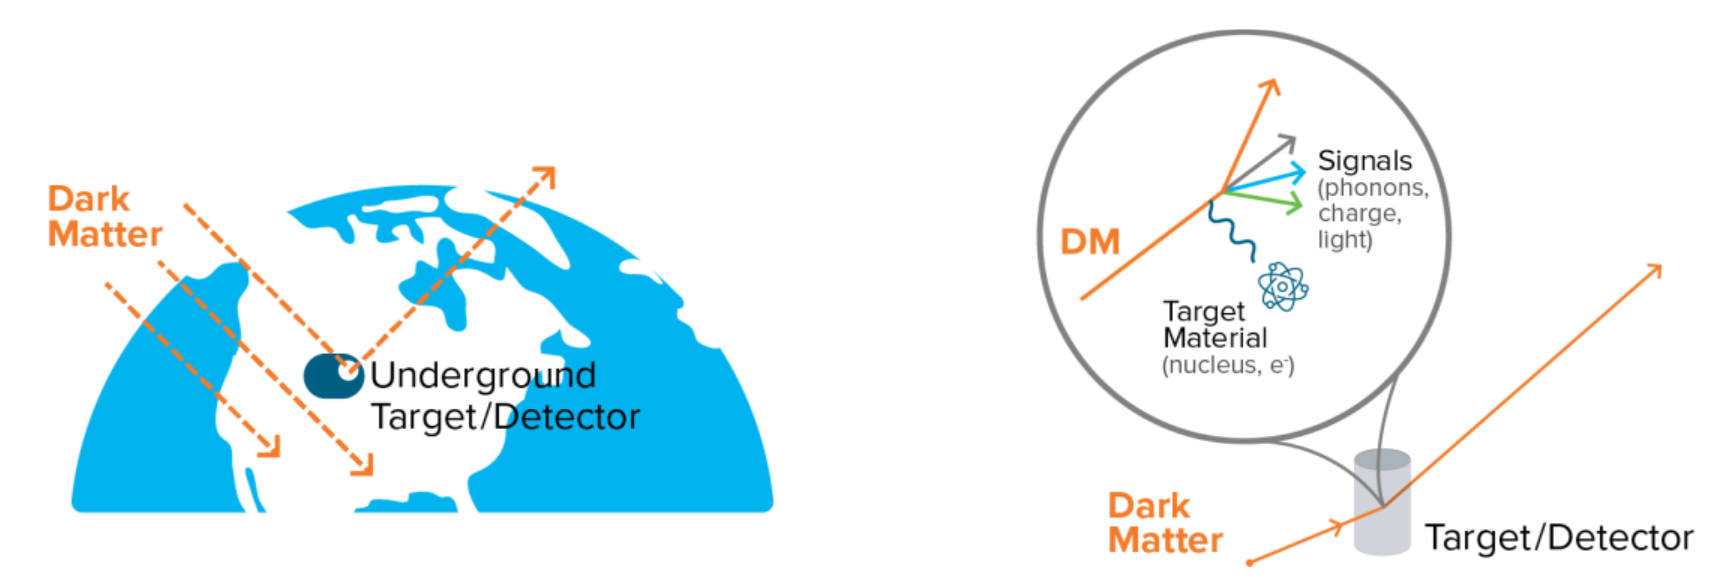 Dark
Matter
Underground
Target/Detector
DM
Signals
(phonons,
charge,
light)
Target
Material
(nucleus, e⁻)
Dark
Matter
Target/Detector